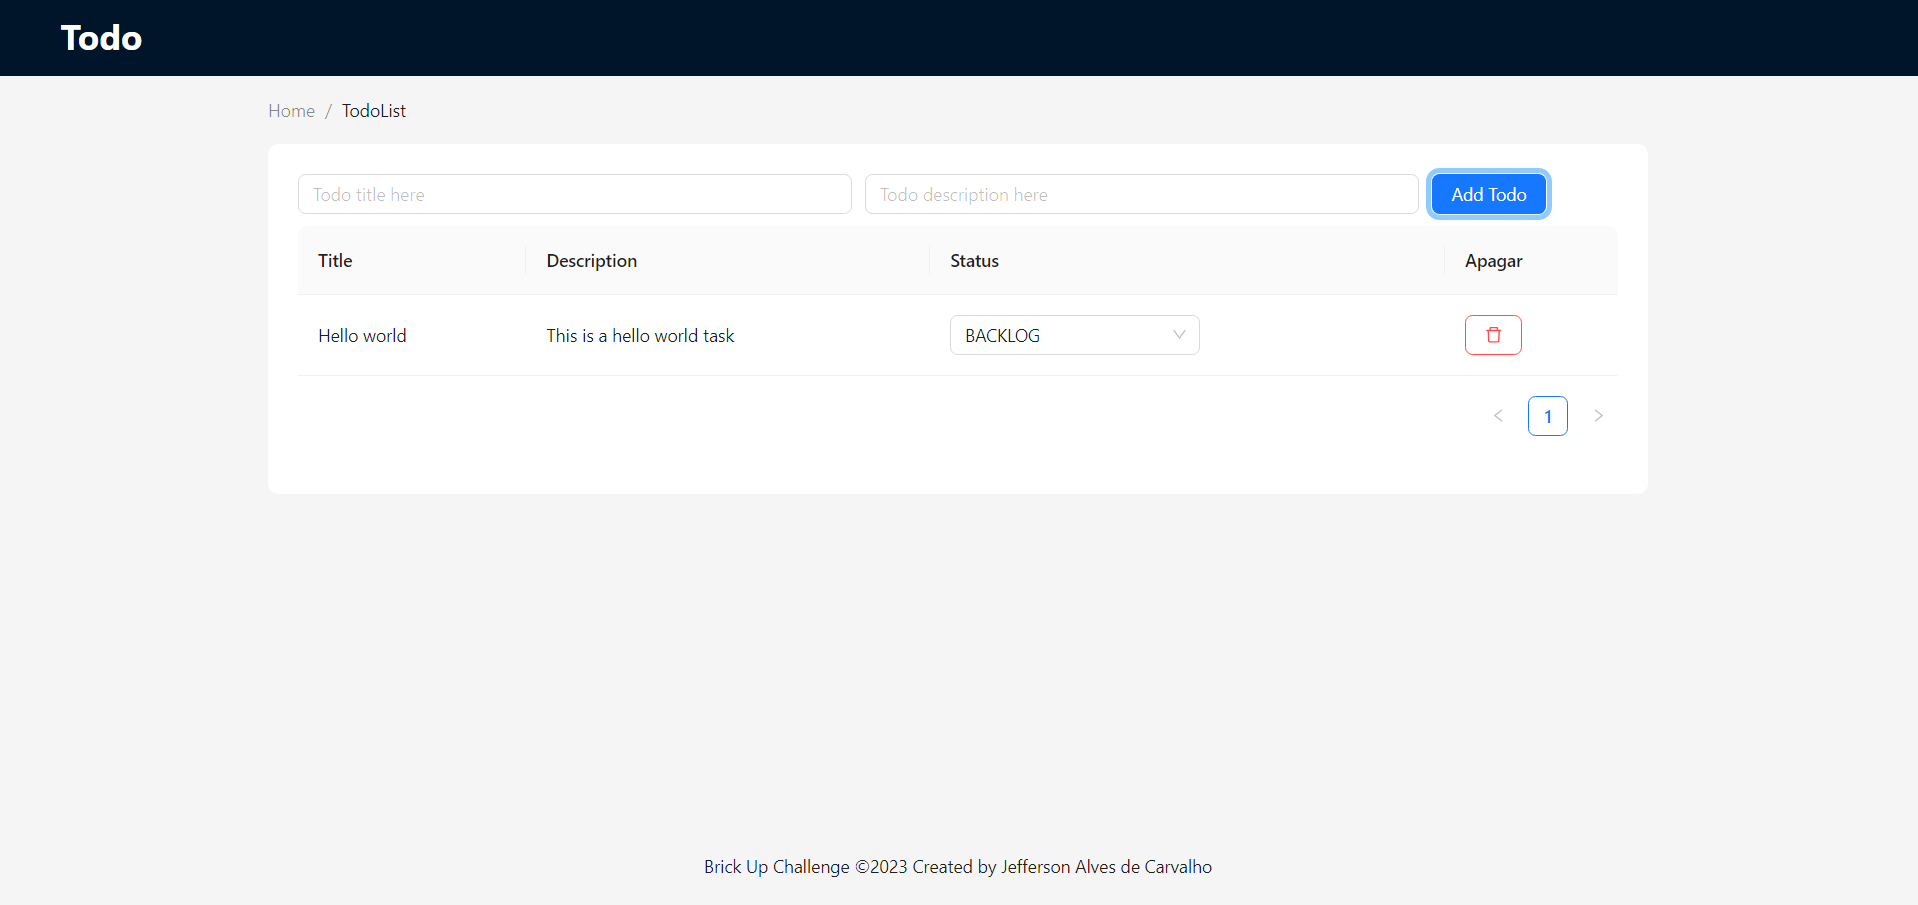 Todo
Home / TodoList
Todo title here Todo description here Add Todo
Title Description Status Apagar
Hello world This is a hello world task BACKLOG
1
Brick Up Challenge ©2023 Created by Jefferson Alves de Carvalho